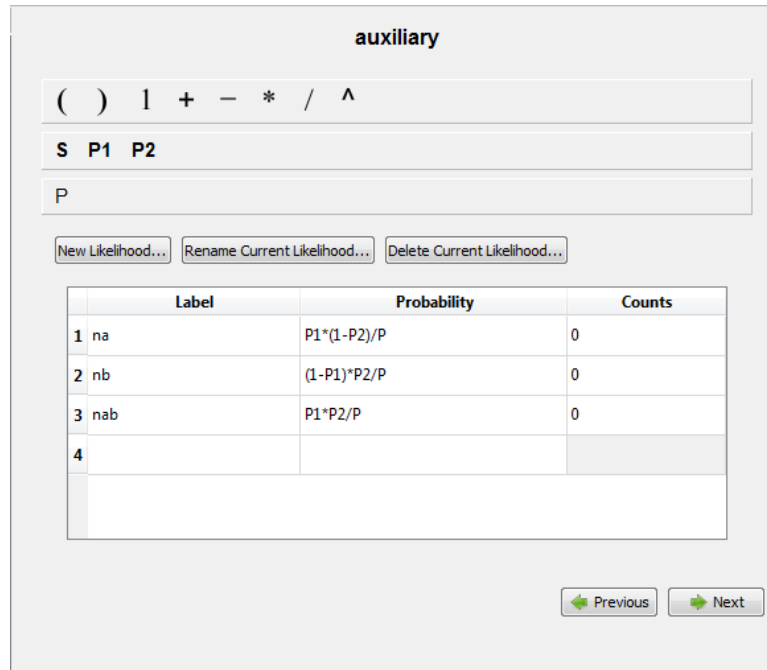 auxiliary
( ) 1 + − * / ^
S P1 P2
P
New Likelihood... Rename Current Likelihood... Delete Current Likelihood...
Label Probability Counts
1 na P1*(1-P2)/P 0
2 nb (1-P1)*P2/P 0
3 nab P1*P2/P 0
4
Previous Next